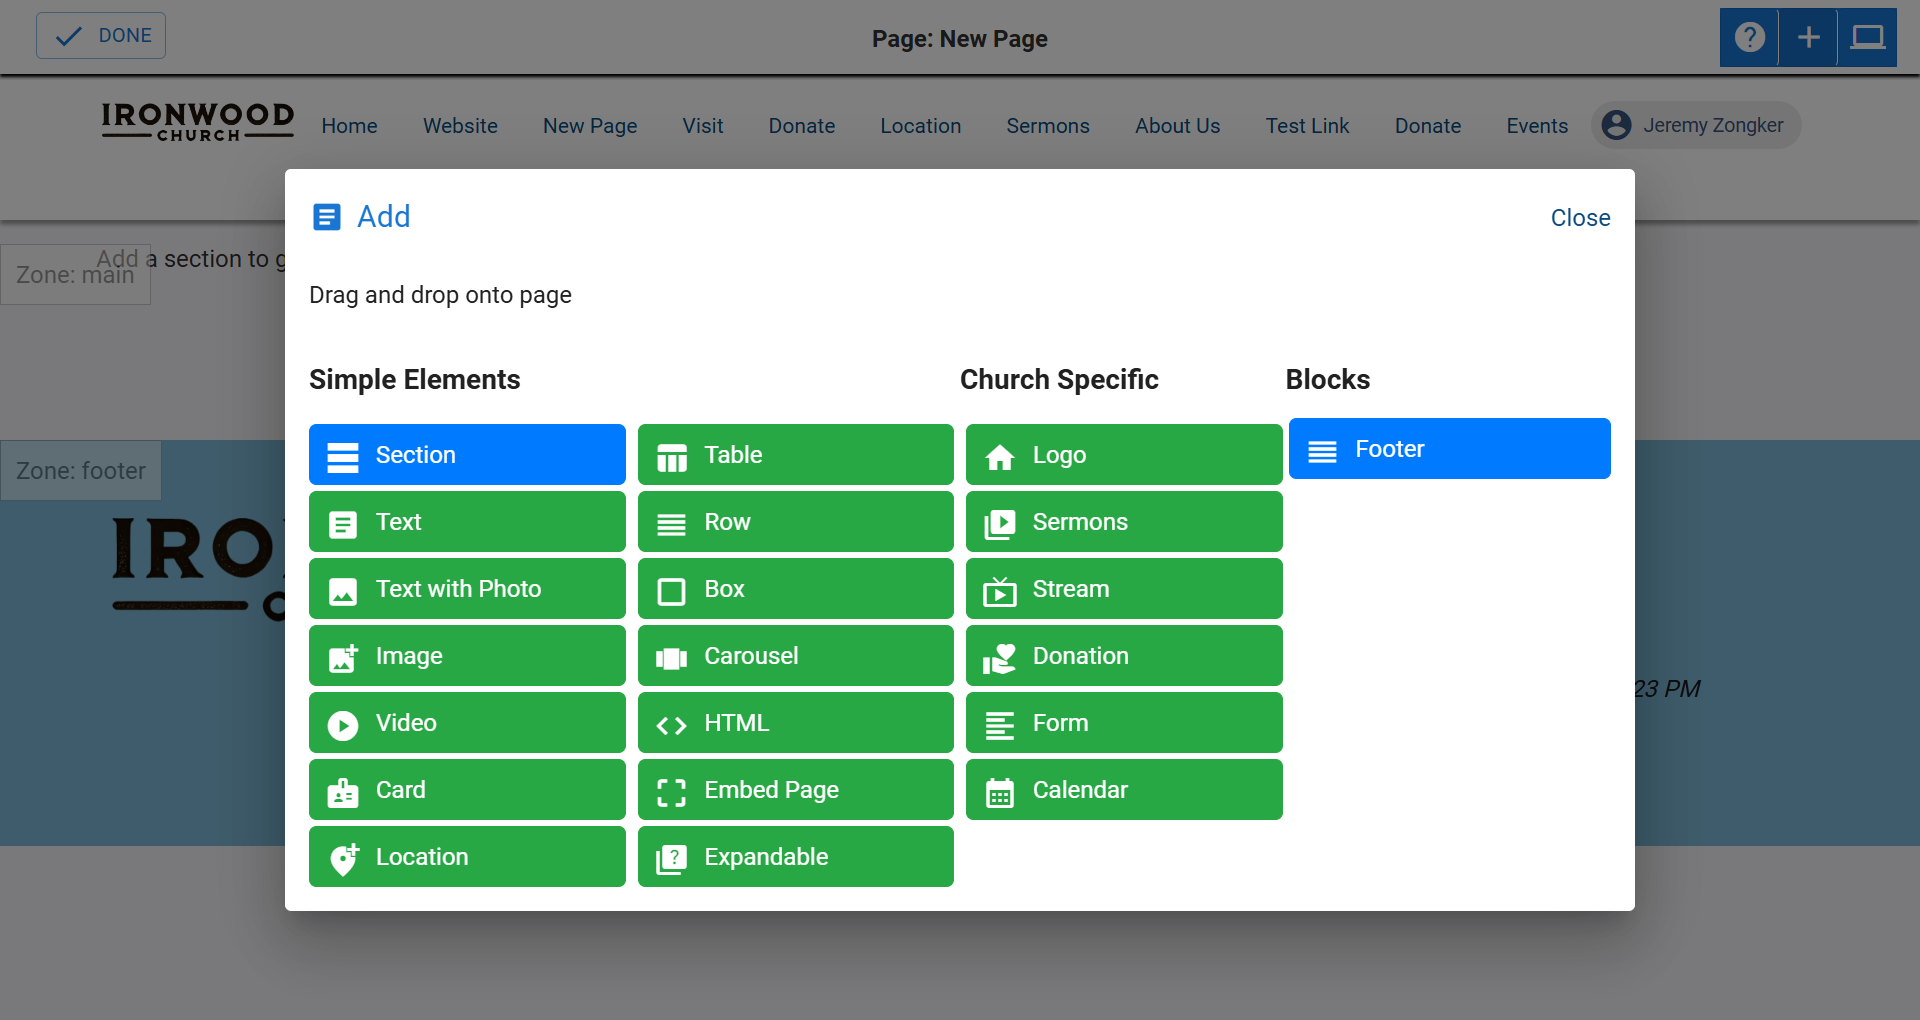 DONE
Page: New Page
IRONWOOD
CHURCH
Home Website New Page Visit Donate Location Sermons About Us Test Link Donate Events Jeremy Zongker
Add
Close
Add a section to g
Zone: main
Drag and drop onto page
Simple Elements
Church Specific
Blocks
Section
Table
Logo
Footer
Zone: footer
Text
Row
Sermons
IRO
Text with Photo
Box
Stream
Image
Carousel
Donation
23 PM
Video
HTML
Form
Card
Embed Page
Calendar
Location
Expandable